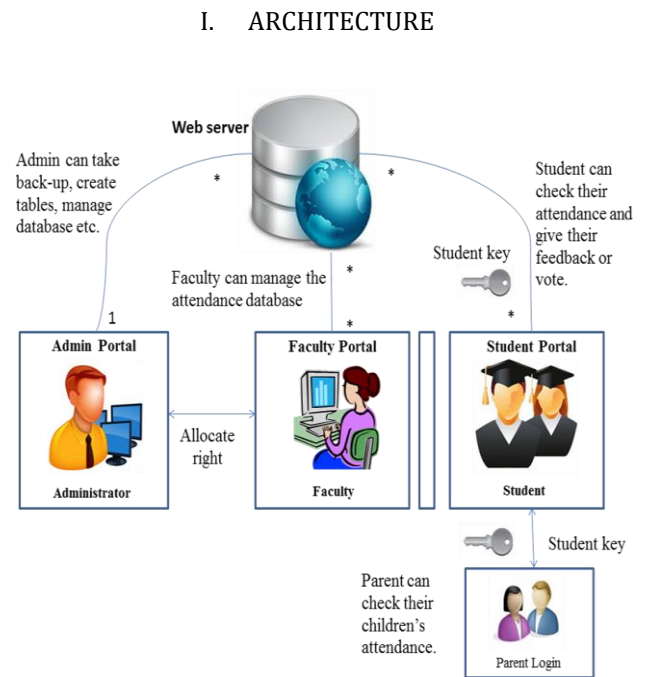 I. ARCHITECTURE
Web server
Admin can take
back-up, create
tables, manage
database etc.
*
*
Student can
check their
attendance and
give their
feedback or
vote.
Student key
Faculty can manage the
attendance database
*
1
*
*
Admin Portal
Faculty Portal
Student Portal
Allocate
right
Administrator
Faculty
Student
Student key
Parent can
check their
children's
attendance.
Parent Login